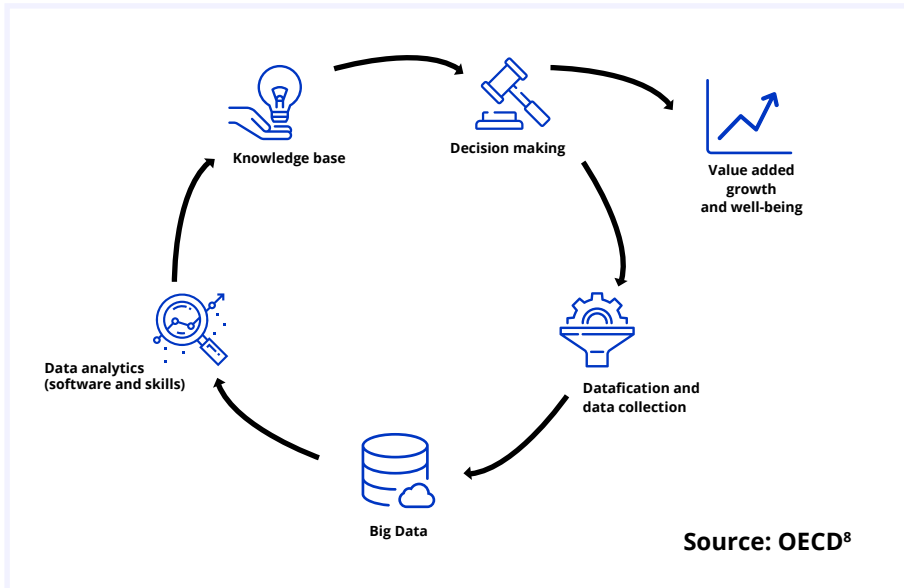 Knowledge base
Decision making
Value added
growth
and well-being
Datafication and
data collection
Big Data
Data analytics
(software and skills)
Source: OECD⁸